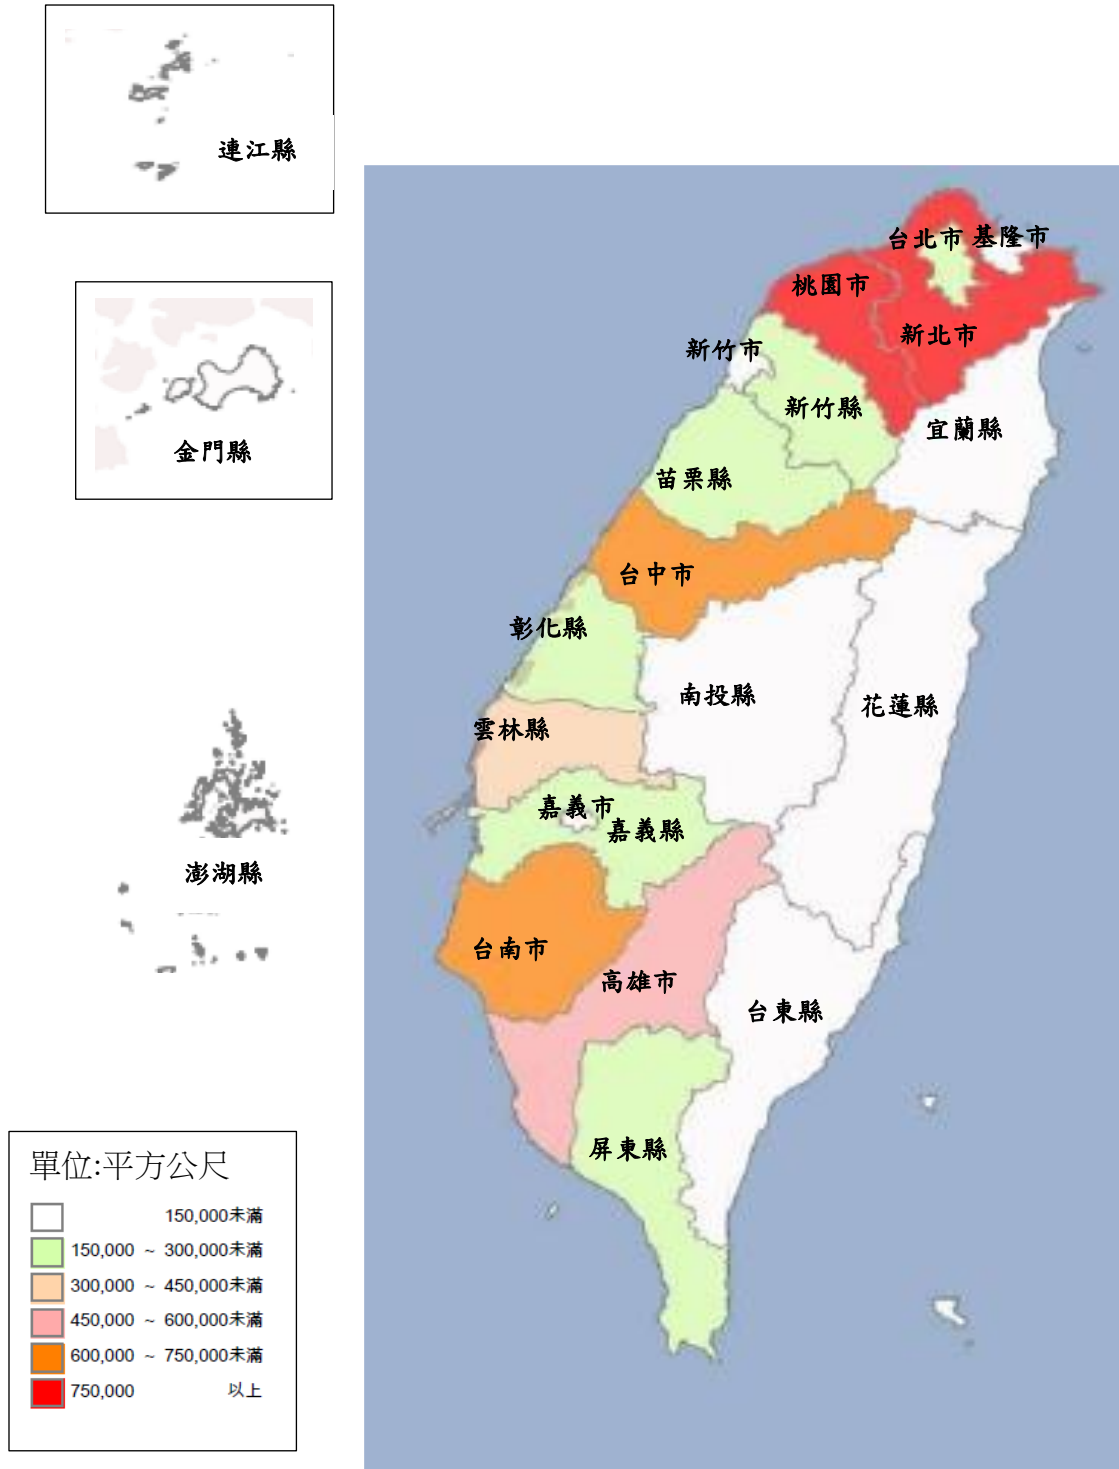 連江縣
台北市
基隆市
桃園市
新北市
新竹市
新竹縣
宜蘭縣
金門縣
苗栗縣
台中市
彰化縣
南投縣
花蓮縣
雲林縣
嘉義市
嘉義縣
澎湖縣
台南市
高雄市
台東縣
屏東縣
單位:平方公尺
150,000未滿
150,000 ~ 300,000未滿
300,000 ~ 450,000未滿
450,000 ~ 600,000未滿
600,000 ~ 750,000未滿
750,000 以上